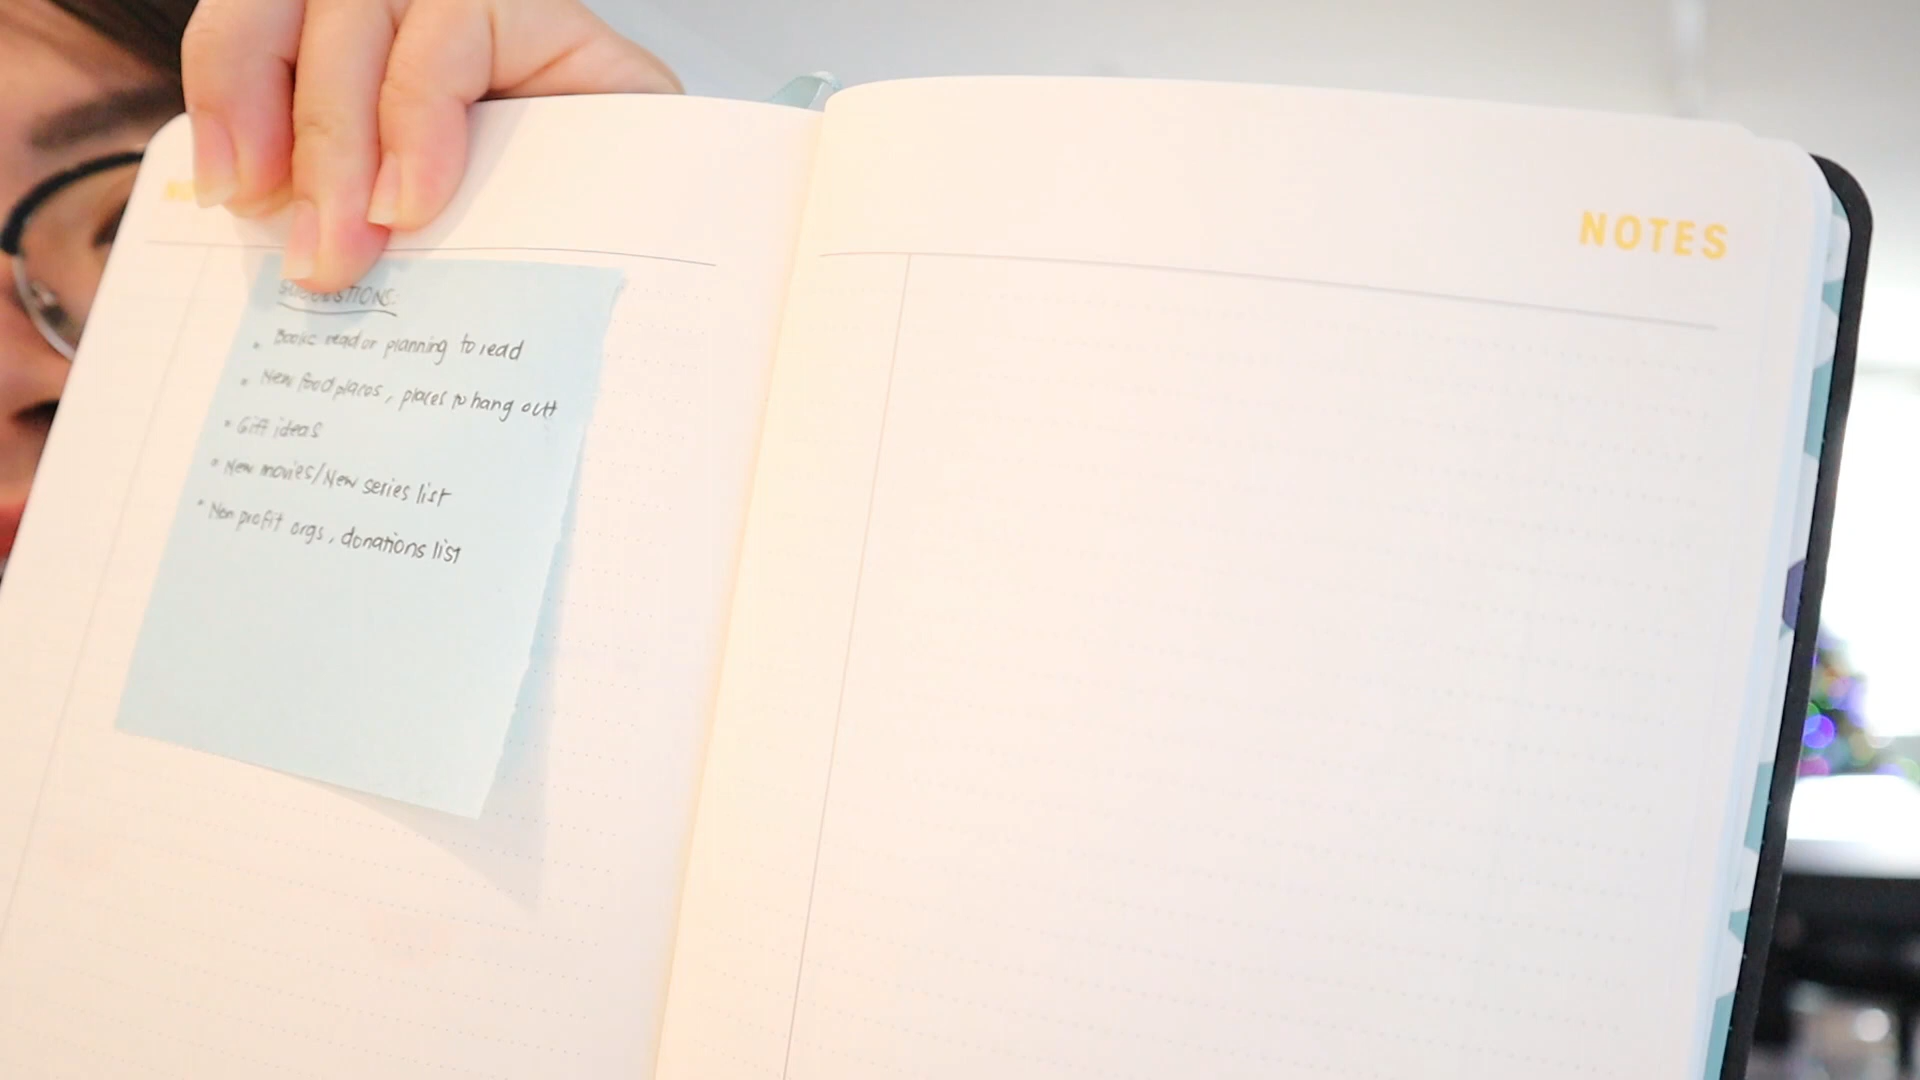 SUGGESTIONS:
• Books read or planning to read
• New food places, places to hang out
• Gift ideas
• New movies/New series list
• Non profit orgs, donations list
NOTES